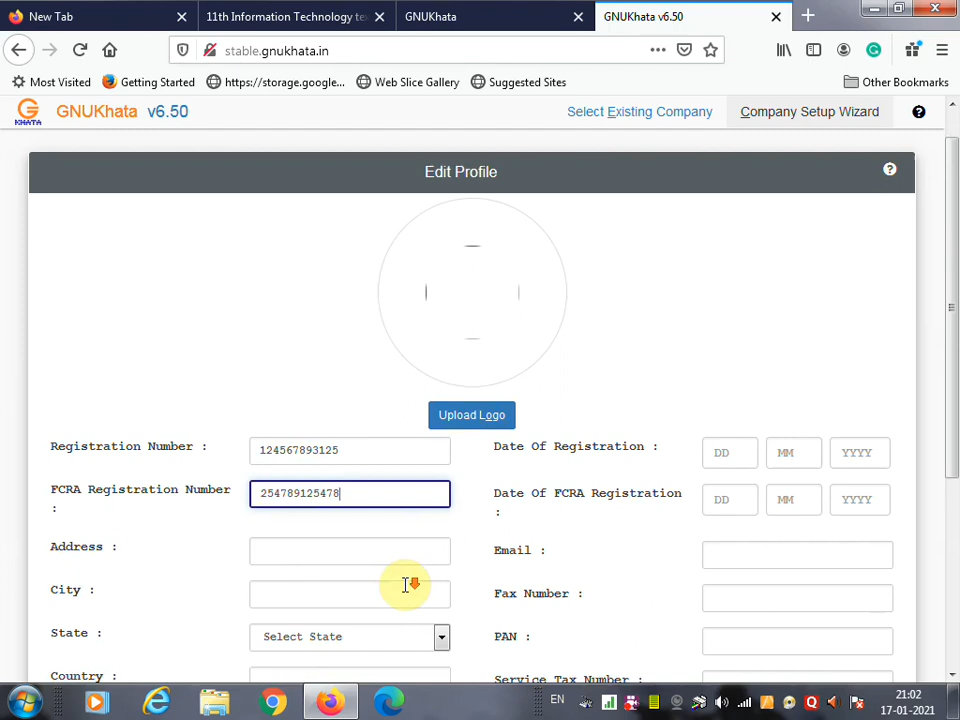 New Tab
11th Information Technology te
GNUKhata
GNUKhata v6.50
stable.gnukhata.in
Most Visited
Getting Started
https://storage.google...
Web Slice Gallery
Suggested Sites
Other Bookmarks
KHATA
GNUKhata v6.50
Select Existing Company
Company Setup Wizard
Edit Profile
Upload Logo
Registration Number :
124567893125
Date Of Registration :
DD
MM
YYYY
FCRA Registration Number :
254789125478
Date Of FCRA Registration :
DD
MM
YYYY
Address :
Email :
City :
Fax Number :
State :
Select State
PAN :
Country :
Service Tax Number :
EN
21:02
17-01-2021